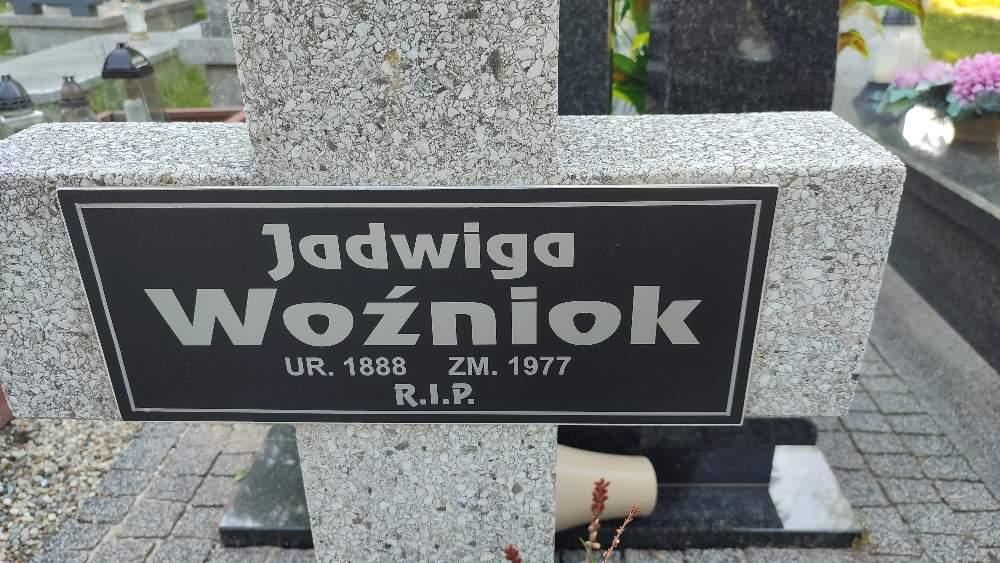 Jadwiga
Woźniok
UR. 1888 ZM. 1977
R.I.P.